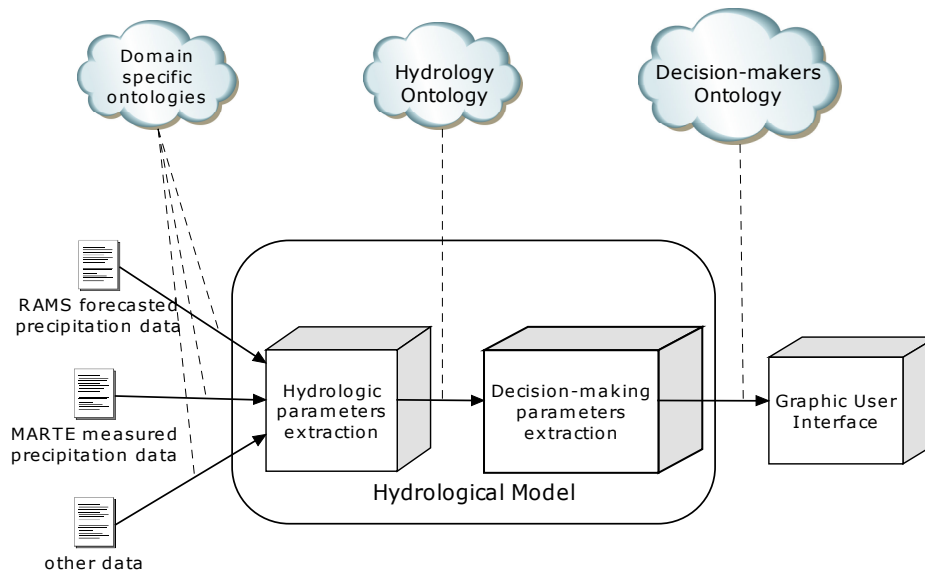 Domain
specific
ontologies
Hydrology
Ontology
Decision-makers
Ontology
RAMS forecasted
precipitation data
MARTE measured
precipitation data
other data
Hydrologic
parameters
extraction
Decision-making
parameters
extraction
Hydrological Model
Graphic User
Interface